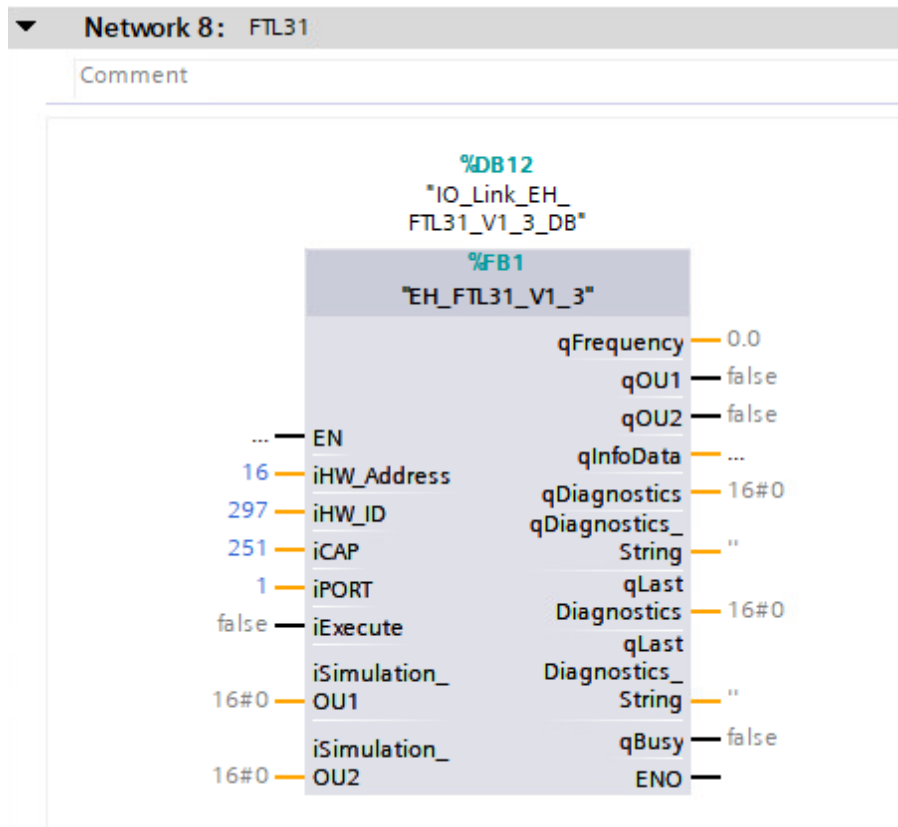 Network 8: FTL31
Comment
%DB12
"IO_Link_EH_
FTL31_V1_3_DB"
%FB1
"EH_FTL31_V1_3"
qFrequency 0.0
qOU1 false
qOU2 false
... EN
qInfoData ...
16 iHW_Address
qDiagnostics 16#0
297 iHW_ID
qDiagnostics_
String ''
251 iCAP
1 iPORT
qLast
Diagnostics 16#0
false iExecute
qLast
Diagnostics_
String ''
iSimulation_
16#0 OU1
qBusy false
iSimulation_
16#0 OU2
ENO